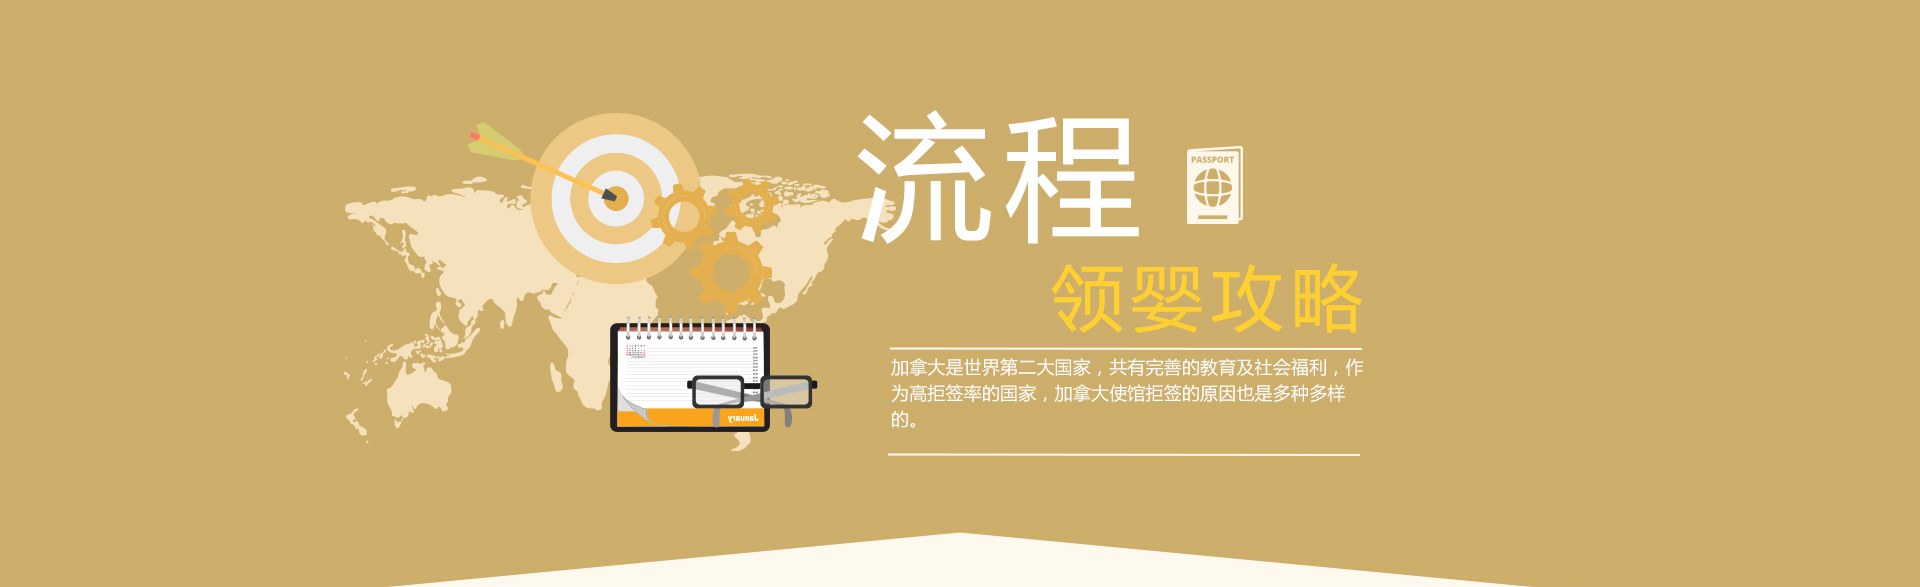 流程
PASSPORT
领婴攻略
加拿大是世界第二大国家，共有完善的教育及社会福利，作
为高拒签率的国家，加拿大使馆拒签的原因也是多种多样
的。
January